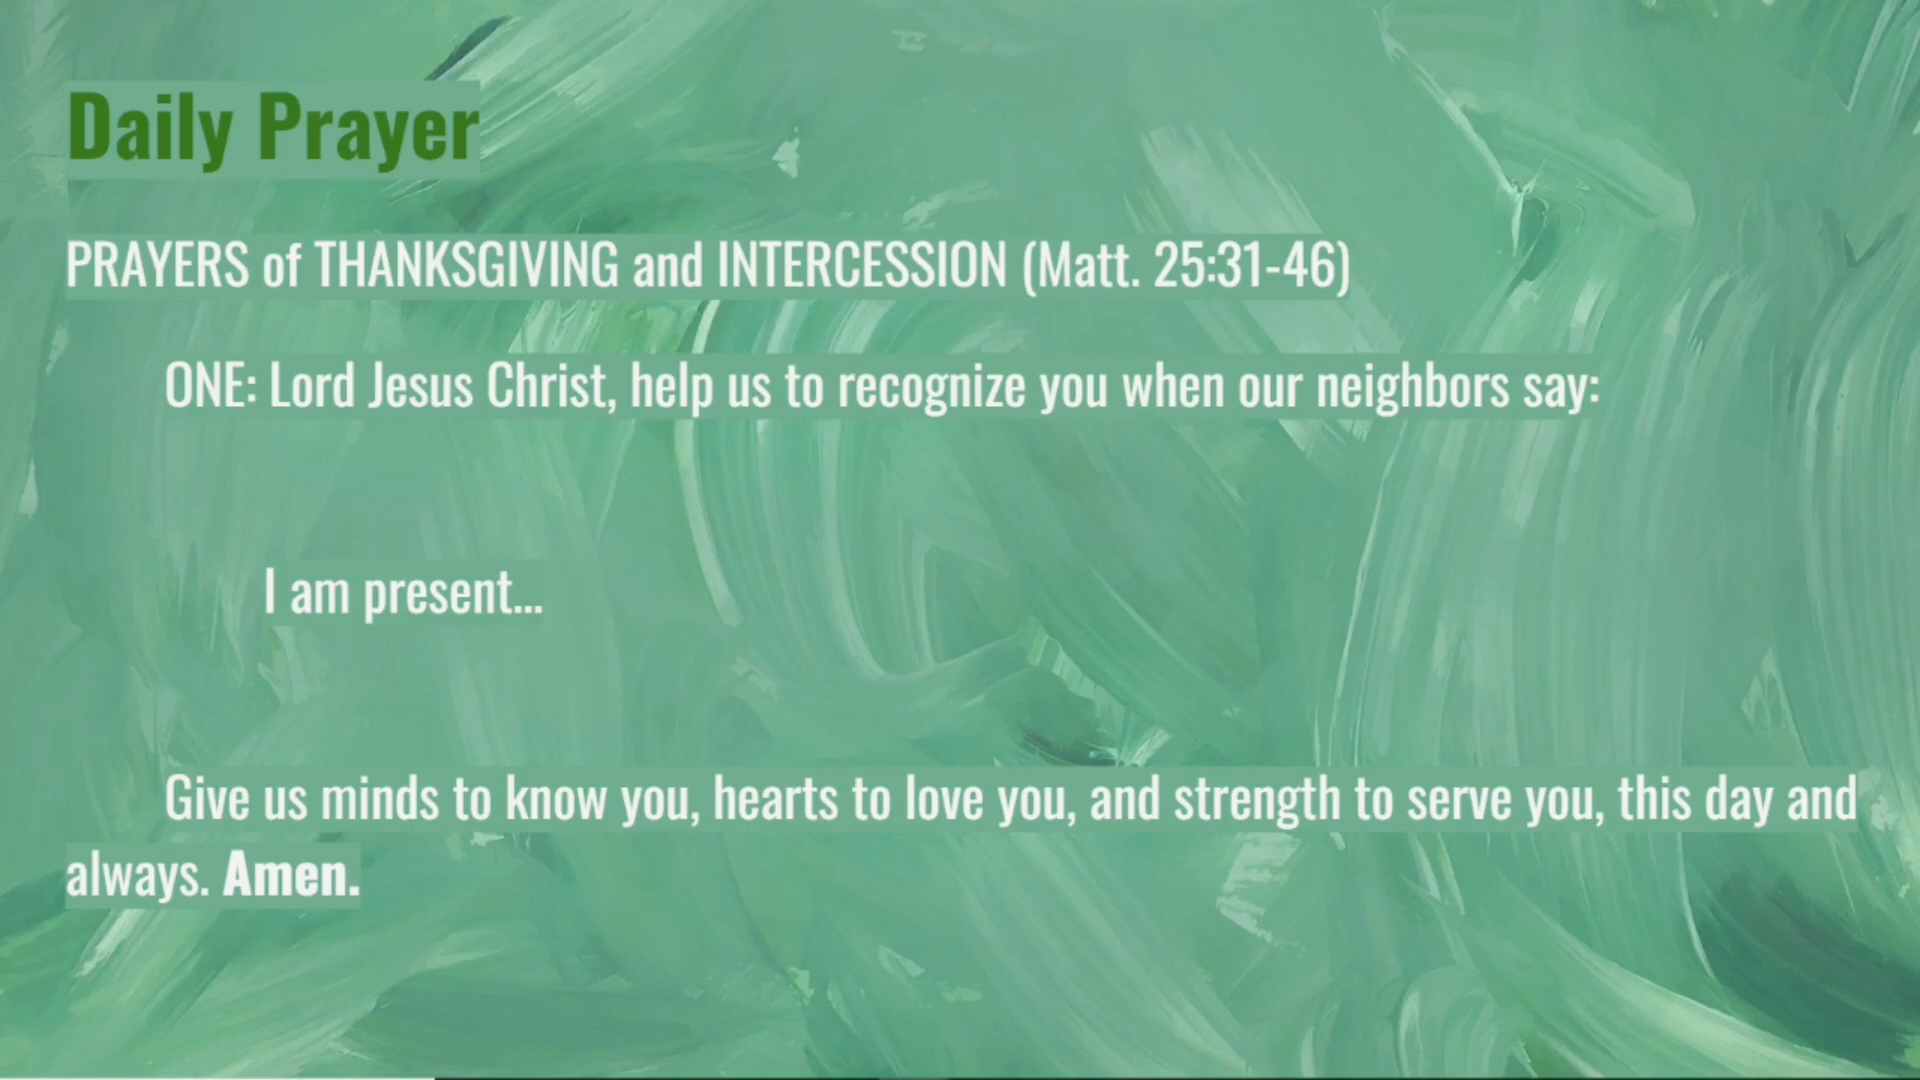 Daily Prayer
PRAYERS of THANKSGIVING and INTERCESSION (Matt. 25:31-46)
ONE: Lord Jesus Christ, help us to recognize you when our neighbors say:
I am present...
Give us minds to know you, hearts to love you, and strength to serve you, this day and
always. Amen.